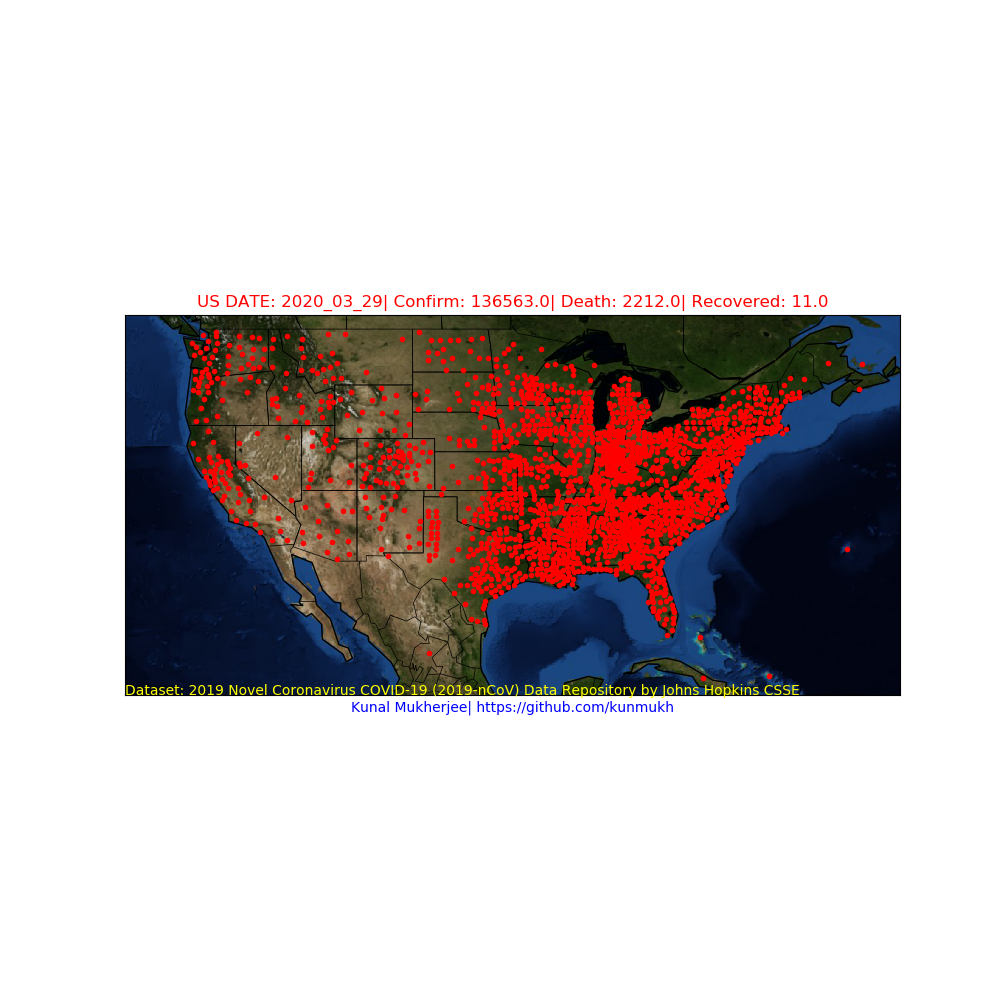 US DATE: 2020_03_29| Confirm: 136563.0| Death: 2212.0| Recovered: 11.0
Dataset: 2019 Novel Coronavirus COVID-19 (2019-nCoV) Data Repository by Johns Hopkins CSSE
Kunal Mukherjee| https://github.com/kunmukh